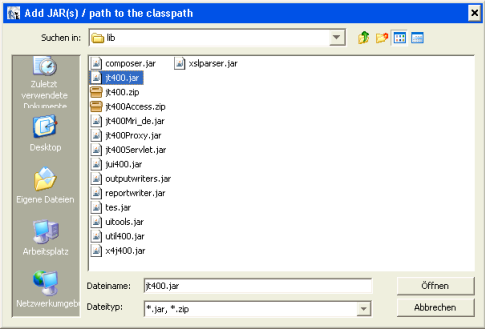 Add JAR(s) / path to the classpath
Suchen in:
lib
Zuletzt
verwendete
Dokumente
Desktop
Eigene Dateien
Arbeitsplatz
Netzwerkumgeb
composer.jar
jt400.jar
jt400.zip
jt400Access.zip
jt400Mri_de.jar
jt400Proxy.jar
jt400Servlet.jar
jui400.jar
outputwriters.jar
reportwriter.jar
tes.jar
uitools.jar
util400.jar
x4j400.jar
xslparser.jar
Dateiname:
jt400.jar
Öffnen
Dateityp:
*.jar, *.zip
Abbrechen